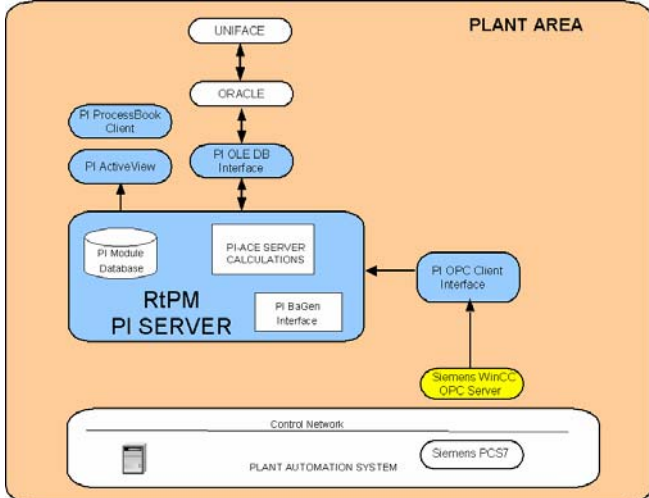 PLANT AREA
UNIFACE
ORACLE
PI ProcessBook
Client
PI ActiveView
PI OLE DB
Interface
PI Module
Database
PI-ACE SERVER
CALCULATIONS
RtPM
PI SERVER
PI BaGen
Interface
PI OPC Client
Interface
Siemens WinCC
OPC Server
Control Network
PLANT AUTOMATION SYSTEM
Siemens PCS7